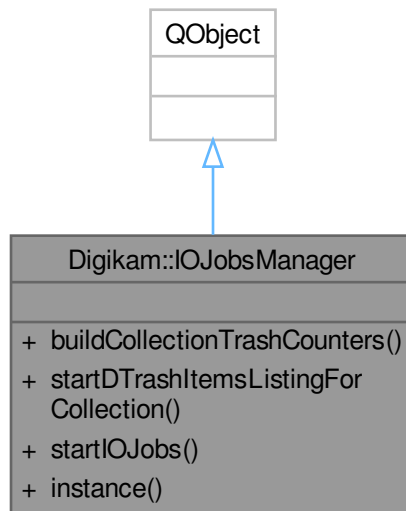 QObject
Digikam::IOJobsManager
+ buildCollectionTrashCounters()
+ startDTrashItemsListingFor
Collection()
+ startIOJobs()
+ instance()